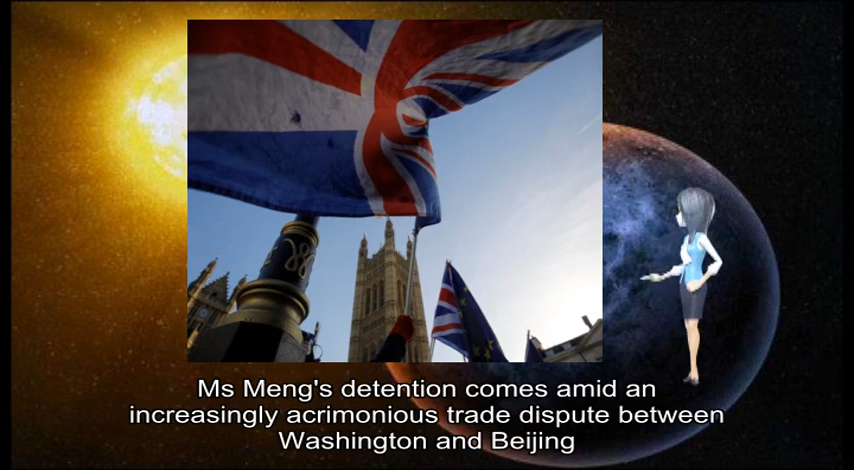 Ms Meng's detention comes amid an
increasingly acrimonious trade dispute between
Washington and Beijing